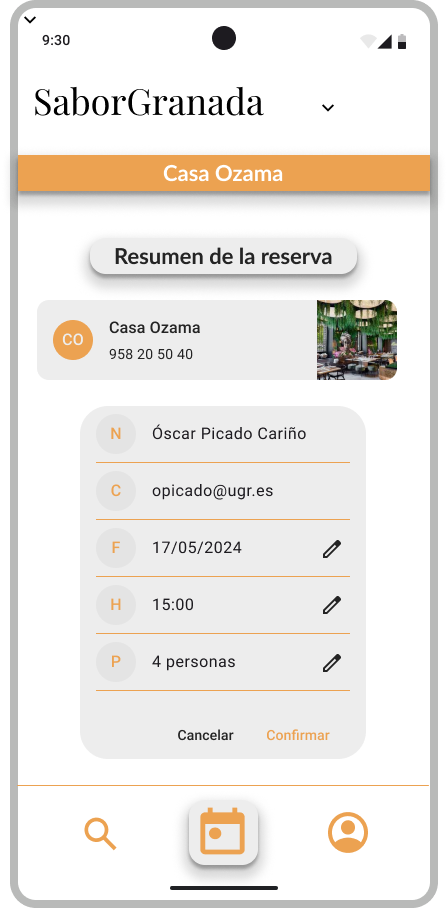 9:30
SaborGranada
Casa Ozama
Resumen de la reserva
CO
Casa Ozama
958 20 50 40
N Óscar Picado Cariño
C opicado@ugr.es
F 17/05/2024
H 15:00
P 4 personas
Cancelar Confirmar